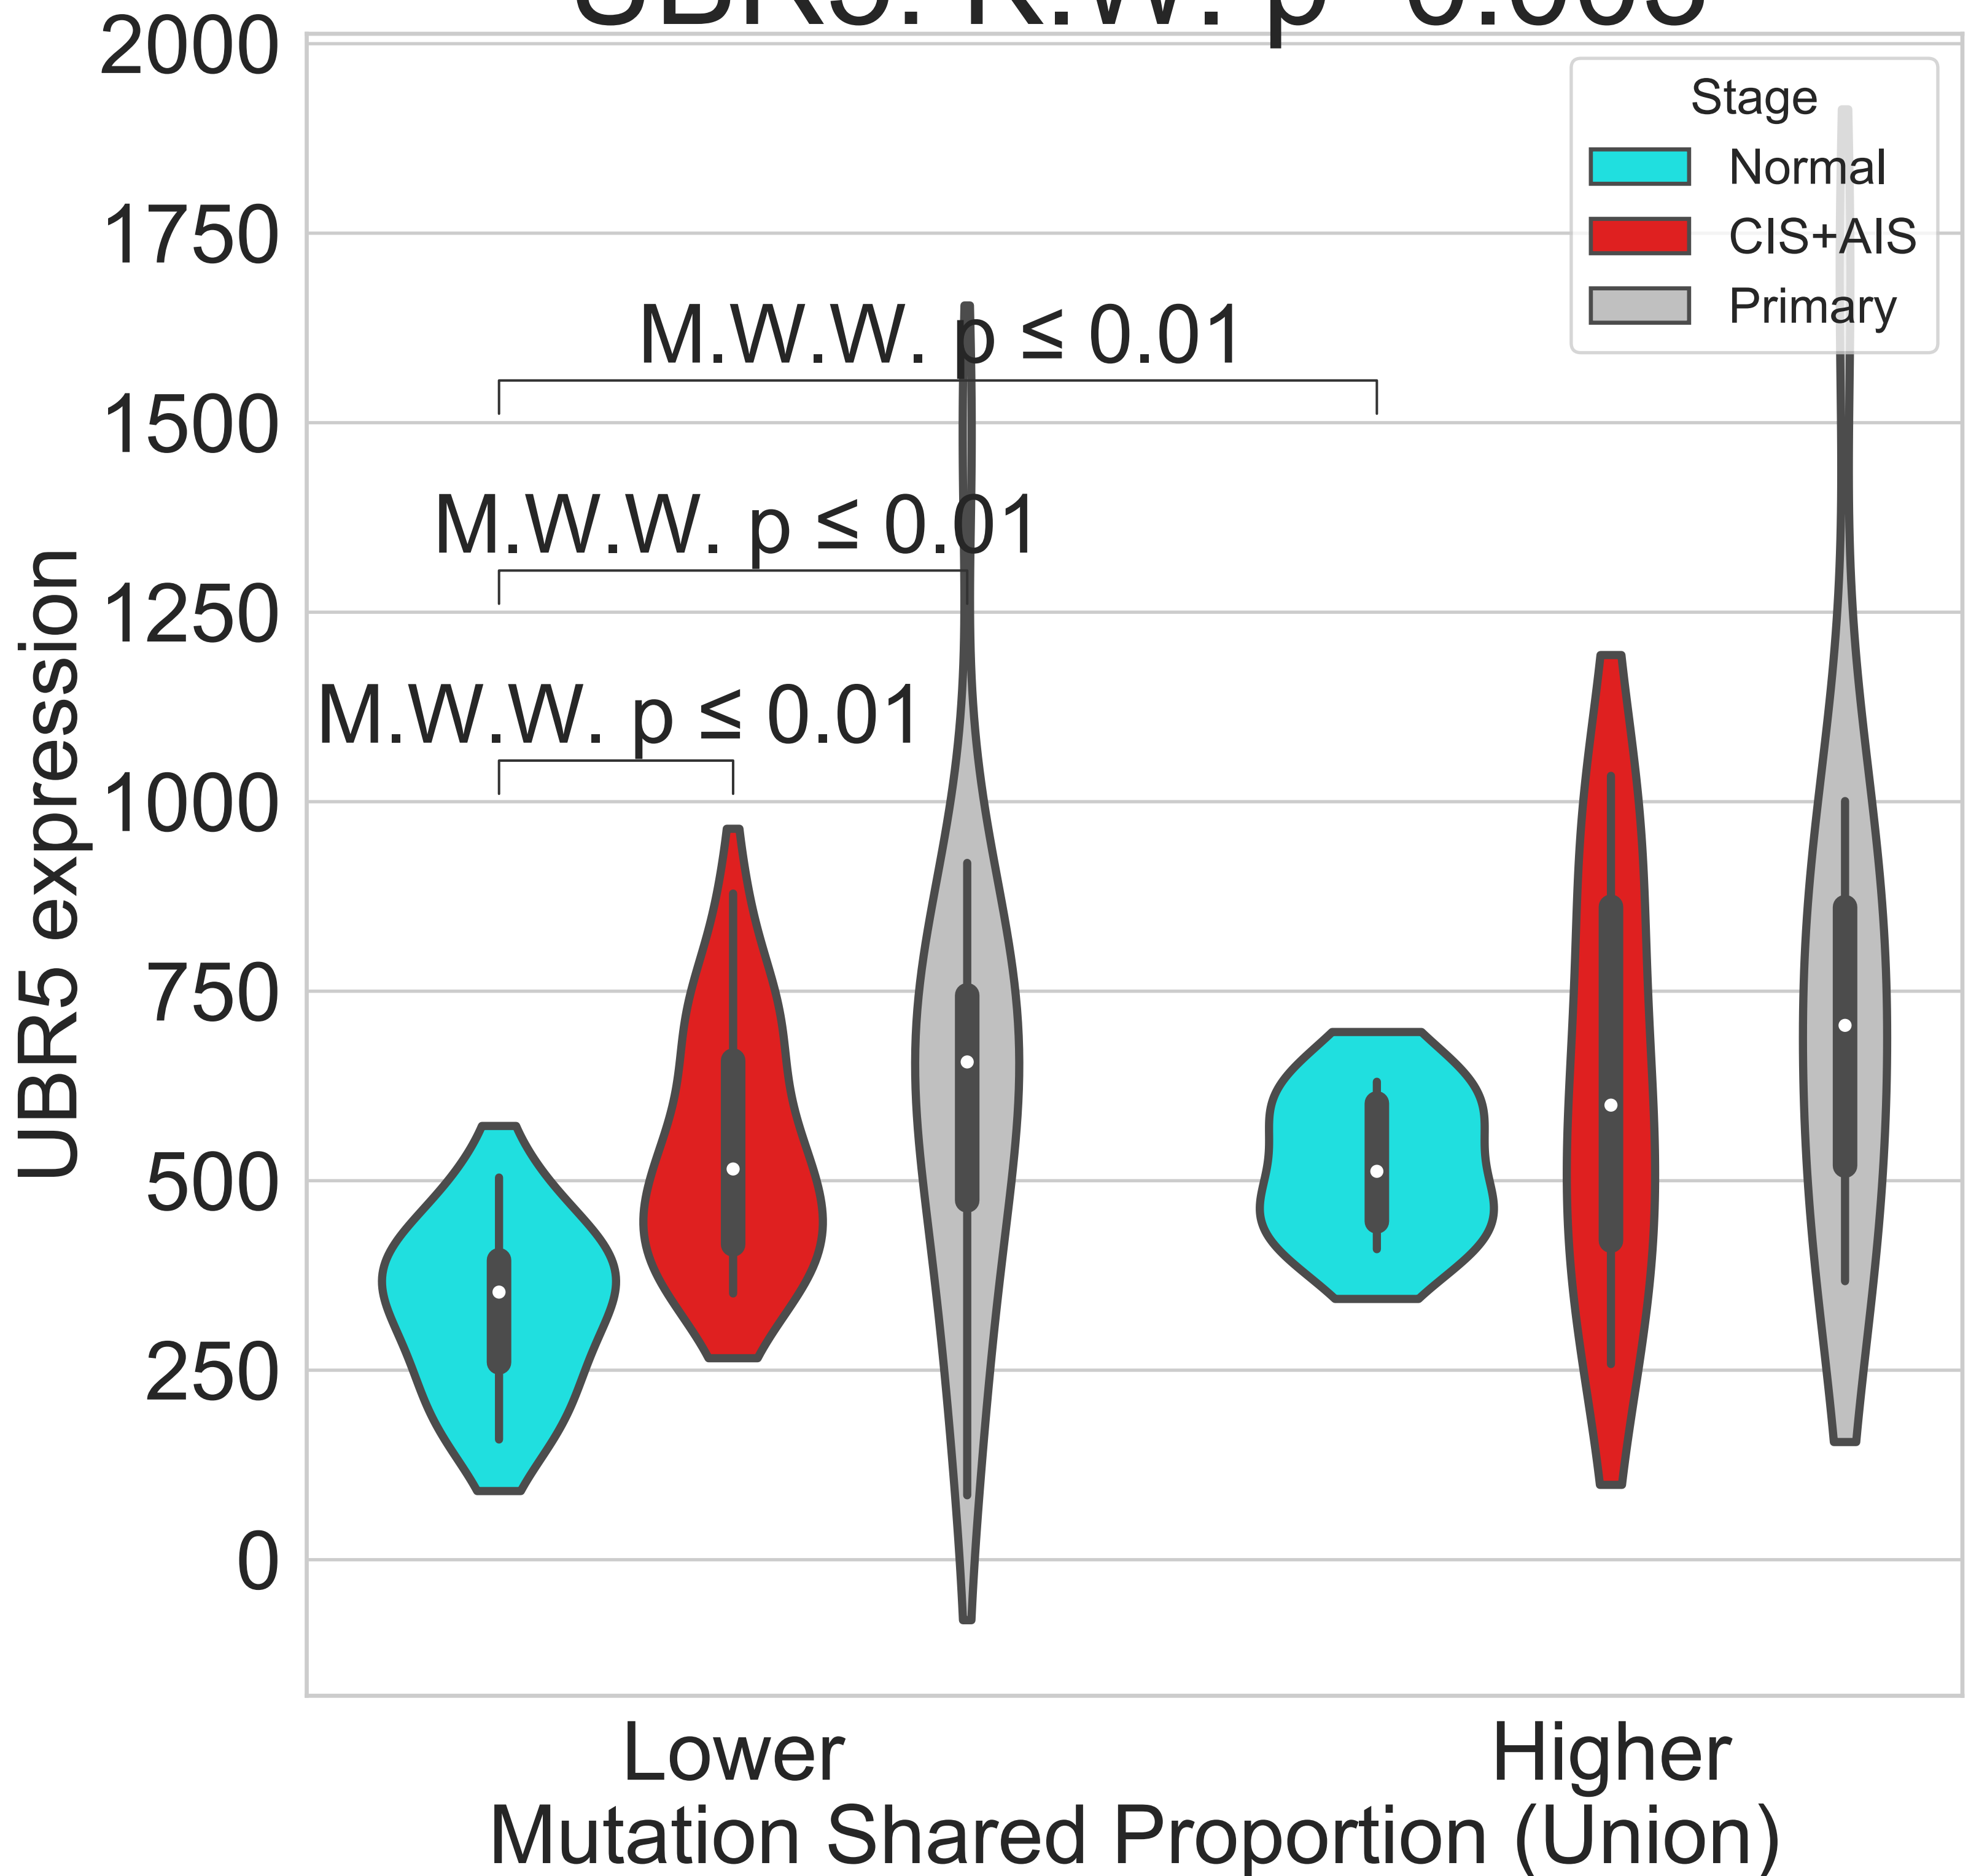 2000
1750
1500
1250
1000
750
500
250
0
UBR5 expression
Stage
Normal
CIS+AIS
Primary
M.W.W. p ≤ 0.01
M.W.W. p ≤ 0.01
M.W.W. p ≤ 0.01
Lower
Higher
Mutation Shared Proportion (Union)